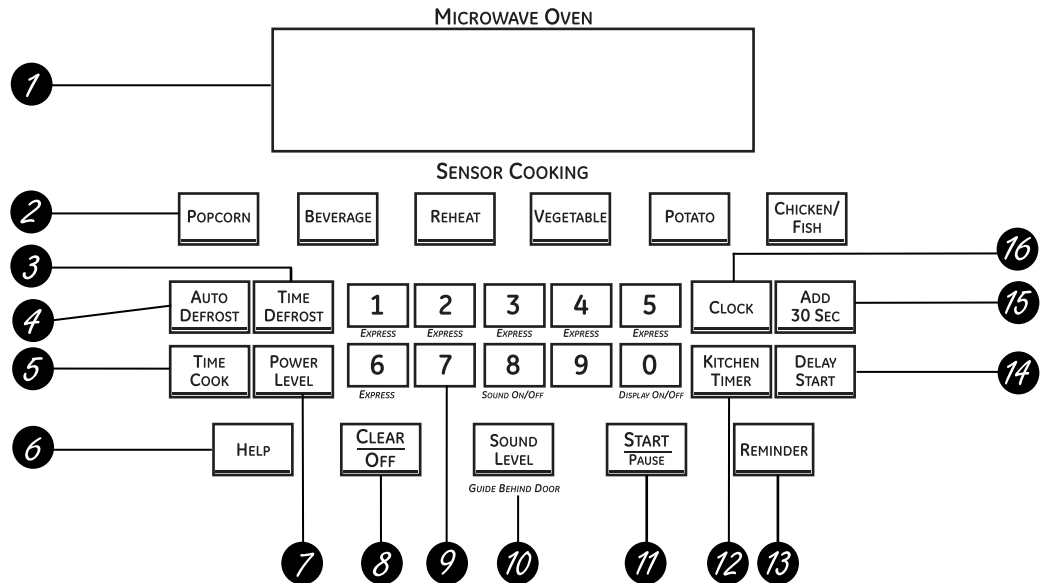 MICROWAVE OVEN
1
SENSOR COOKING
2
POPCORN
BEVERAGE
REHEAT
VEGETABLE
POTATO
CHICKEN/
FISH
3
16
4
AUTO
DEFROST
TIME
DEFROST
1
EXPRESS
2
EXPRESS
3
EXPRESS
4
EXPRESS
5
EXPRESS
CLOCK
ADD
30 SEC
15
5
TIME
COOK
POWER
LEVEL
6
EXPRESS
7
8
SOUND ON/OFF
9
0
DISPLAY ON/OFF
KITCHEN
TIMER
DELAY
START
14
6
HELP
CLEAR
OFF
SOUND
LEVEL
GUIDE BEHIND DOOR
START
PAUSE
REMINDER
7
8
9
10
11
12
13